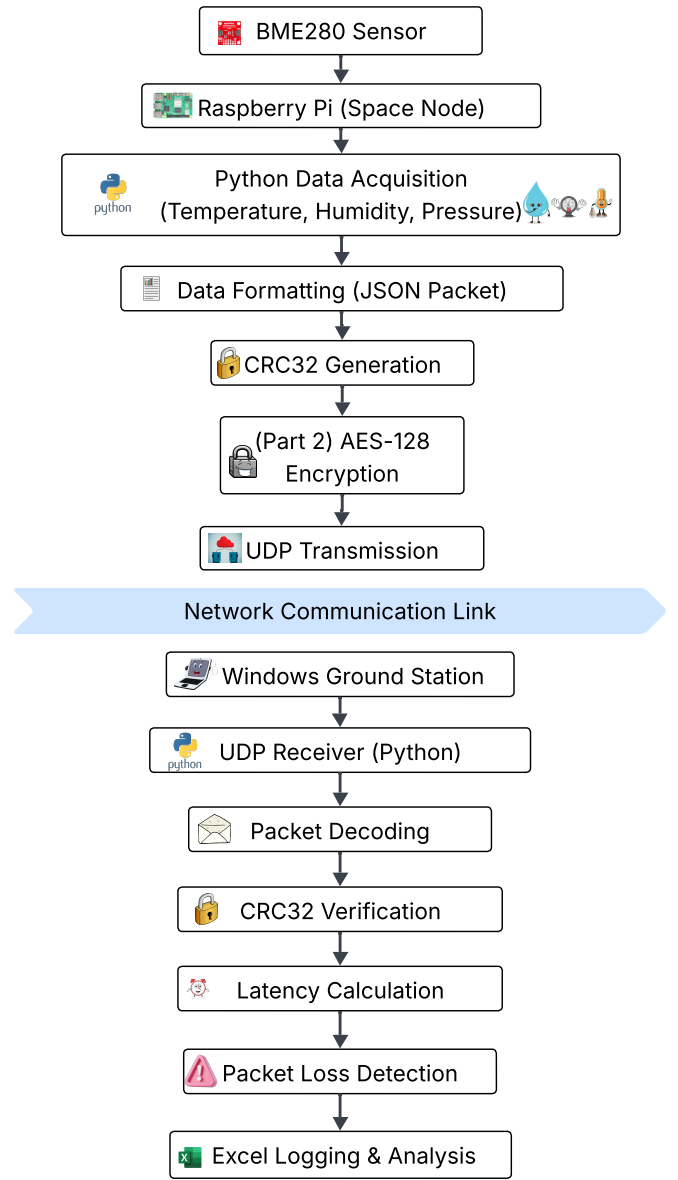 BME280 Sensor
Raspberry Pi (Space Node)
Python Data Acquisition
python
(Temperature, Humidity, Pressure)
Data Formatting (JSON Packet)
CRC32 Generation
(Part 2) AES-128
Encryption
UDP Transmission
Network Communication Link
Windows Ground Station
UDP Receiver (Python)
python
Packet Decoding
CRC32 Verification
Latency Calculation
Packet Loss Detection
X
Excel Logging & Analysis